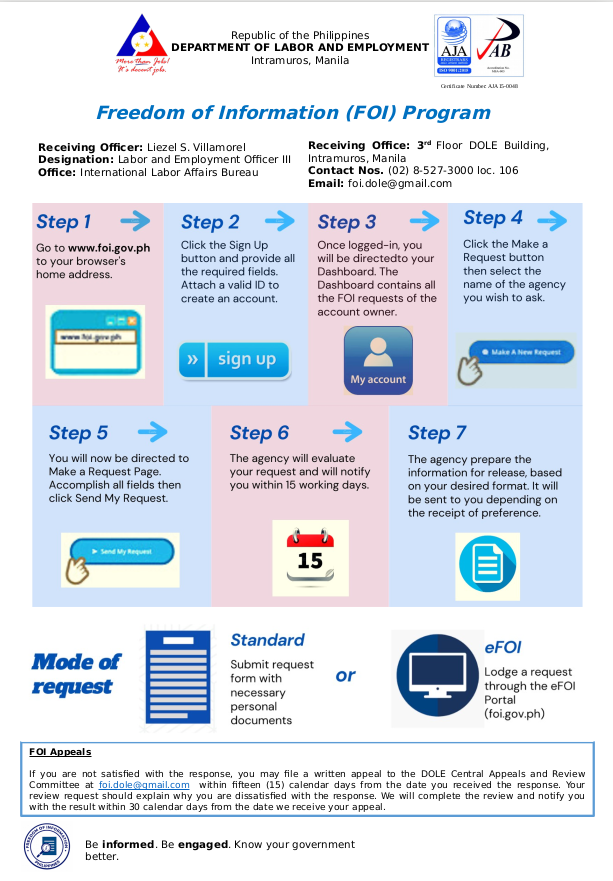 Republic of the Philippines
DEPARTMENT OF LABOR AND EMPLOYMENT
Intramuros, Manila
More than Jobs!
It's decent jobs.
AJA
REGISTRARS
ISO 9001:2015
PAB
Certificate Number: AJA15-0048
Freedom of Information (FOI) Program
Receiving Officer: Liezel S. Villamorel
Designation: Labor and Employment Officer III
Office: International Labor Affairs Bureau
Receiving Office: 3rd Floor DOLE Building,
Intramuros, Manila
Contact Nos. (02) 8-527-3000 loc. 106
Email: foi.dole@gmail.com
Step 1
Go to www.foi.gov.ph
to your browser's
home address.
www.foi.gov.ph
Step 2
Click the Sign Up
button and provide all
the required fields.
Attach a valid ID to
create an account.
» sign up
Step 3
Once logged-in, you
will be directedto your
Dashboard. The
Dashboard contains all
the FOI requests of the
account owner.
My account
Step 4
Click the Make a
Request button
then select the
name of the agency
you wish to ask.
Make A New Request
Step 5
You will now be directed to
Make a Request Page.
Accomplish all fields then
click Send My Request.
Send My Request
Step 6
The agency will evaluate
your request and will notify
you within 15 working days.
15
Step 7
The agency prepare the
information for release, based
on your desired format. It will
be sent to you depending on
the receipt of preference.
Mode of
request
Standard
Submit request
form with
necessary
personal
documents
or
eFOI
Lodge a request
through the eFOI
Portal
(foi.gov.ph)
FOI Appeals
If you are not satisfied with the response, you may file a written appeal to the DOLE Central Appeals and Review
Committee at foi.dole@gmail.com within fifteen (15) calendar days from the date you received the response. Your
review request should explain why you are dissatisfied with the response. We will complete the review and notify you
with the result within 30 calendar days from the date we receive your appeal.
FREEDOM OF INFORMATION
PHILIPPINES
Be informed. Be engaged. Know your government
better.